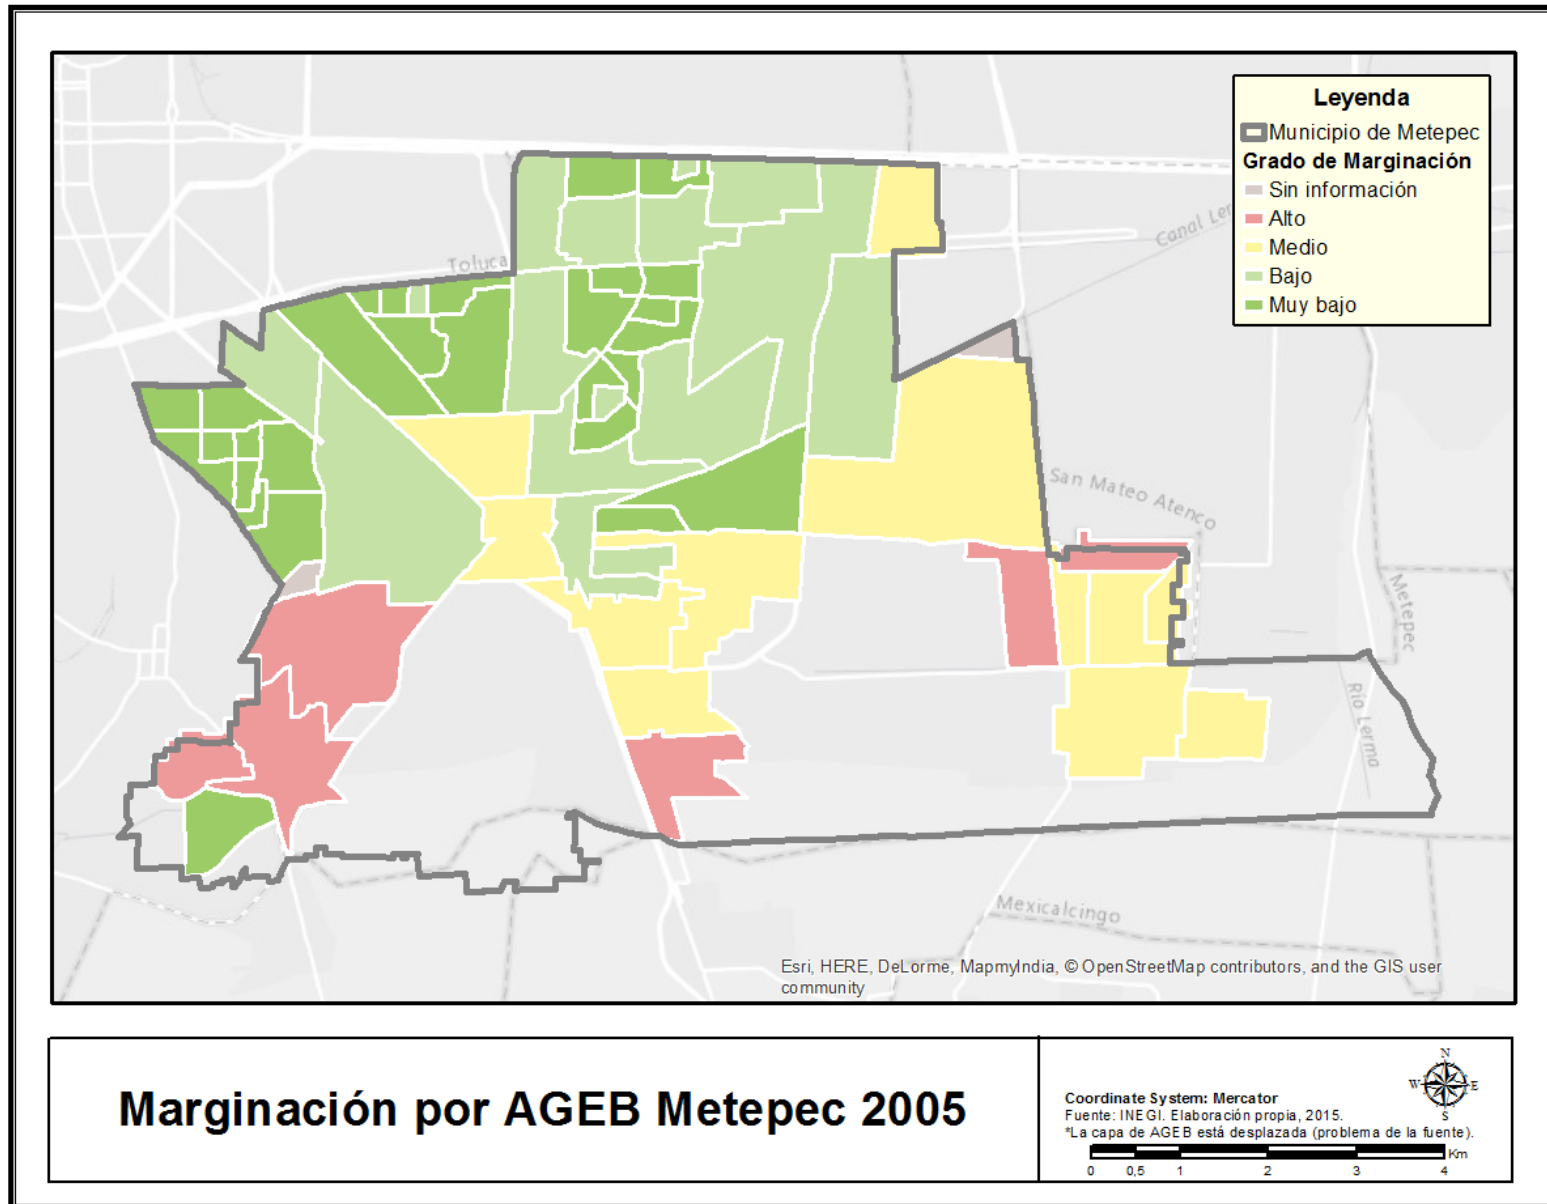 Leyenda
Municipio de Metepec
Grado de Marginación
Sin información
Alto
Medio
Bajo
Muy bajo
Toluca
Canal Ler
San Mateo Atenco
Metepec
Río Lerma
Mexicalcingo
Esri, HERE, DeLorme, MapmyIndia, © OpenStreetMap contributors, and the GIS user
community
Marginación por AGEB Metepec 2005
N
W E
S
Coordinate System: Mercator
Fuente: INEGI. Elaboración propia, 2015.
*La capa de AGEB está desplazada (problema de la fuente).
Km
0 0,5 1 2 3 4